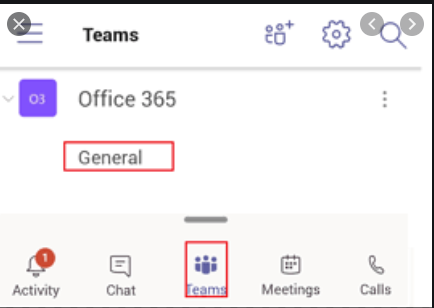 Teams
O3 Office 365
General
1
Activity Chat Teams Meetings Calls